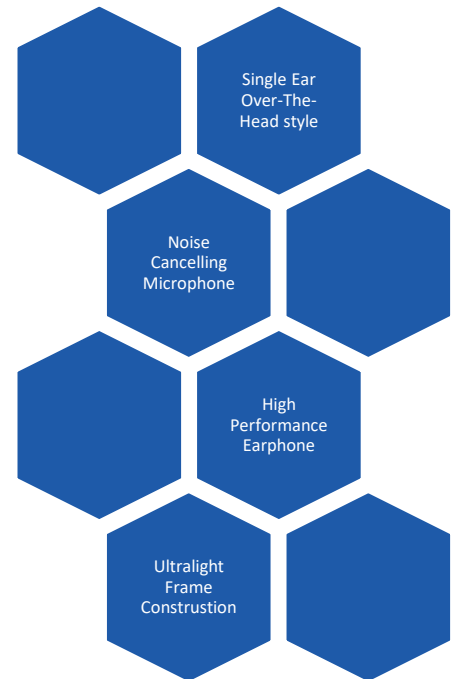 Single Ear
Over-The-
Head style
Noise
Cancelling
Microphone
High
Performance
Earphone
Ultralight
Frame
Construstion